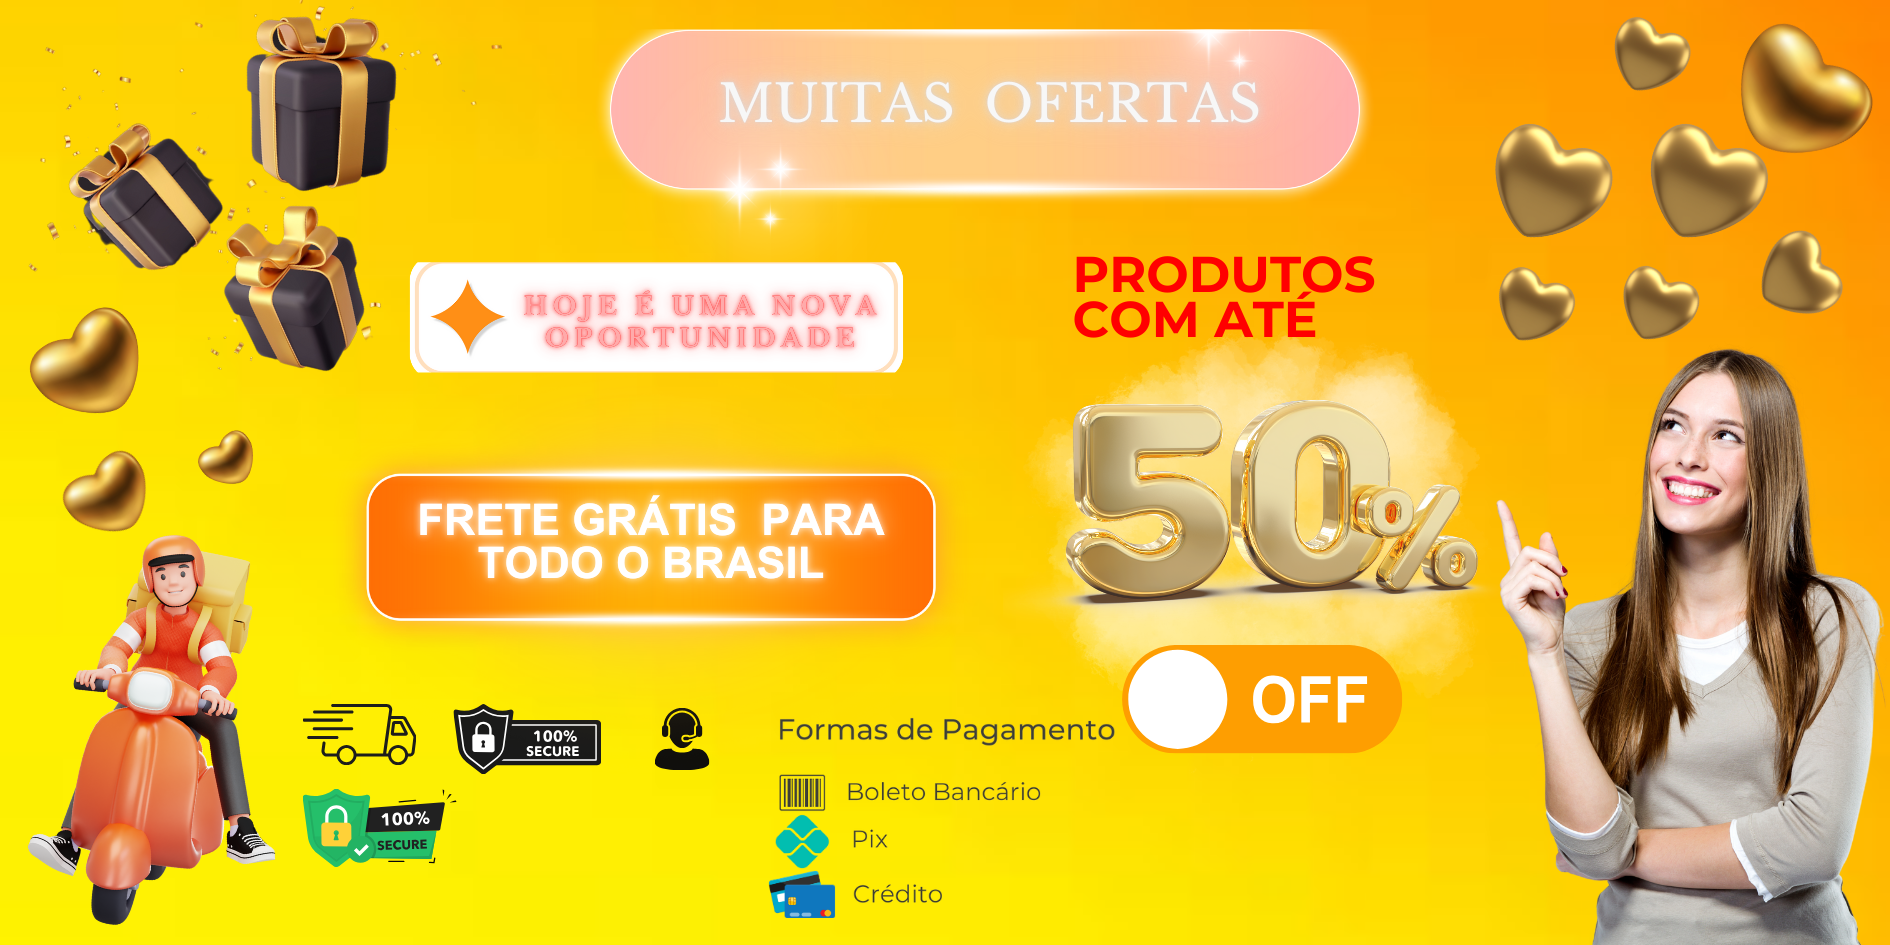 MUITAS OFERTAS
HOJE É UMA NOVA
OPORTUNIDADE
PRODUTOS
COM ATÉ
50%
OFF
FRETE GRÁTIS PARA
TODO O BRASIL
100%
SECURE
100%
SECURE
Formas de Pagamento
Boleto Bancário
Pix
Crédito